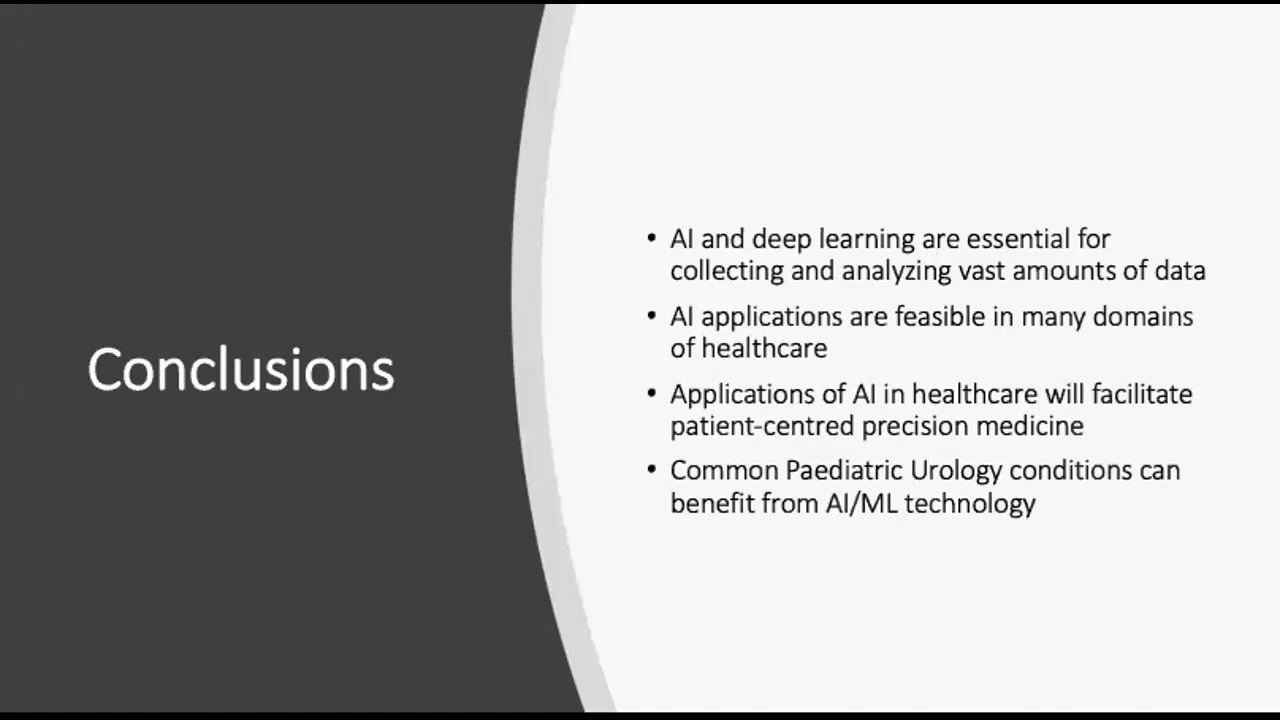 Conclusions
• AI and deep learning are essential for
collecting and analyzing vast amounts of data
• AI applications are feasible in many domains
of healthcare
• Applications of AI in healthcare will facilitate
patient-centred precision medicine
• Common Paediatric Urology conditions can
benefit from AI/ML technology